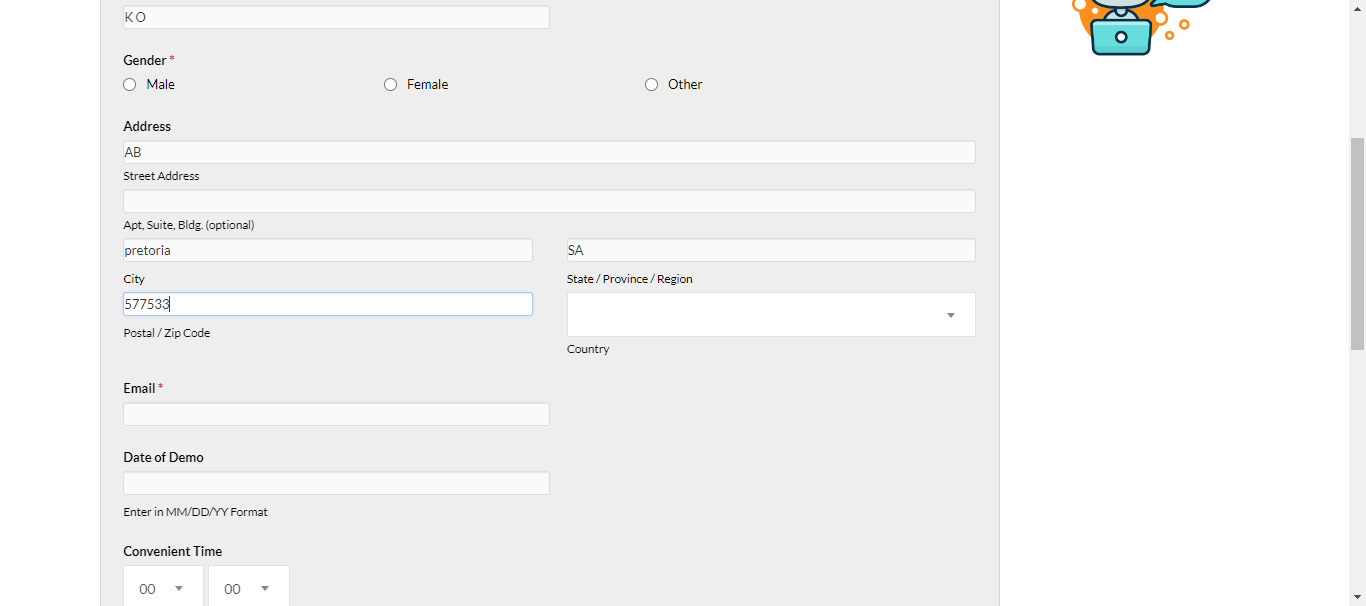 K O
Gender *
Male Female Other
Address
AB
Street Address
Apt, Suite, Bldg. (optional)
pretoria SA
City State / Province / Region
577533
Postal / Zip Code
Country
Email *
Date of Demo
Enter in MM/DD/YY Format
Convenient Time
00 00